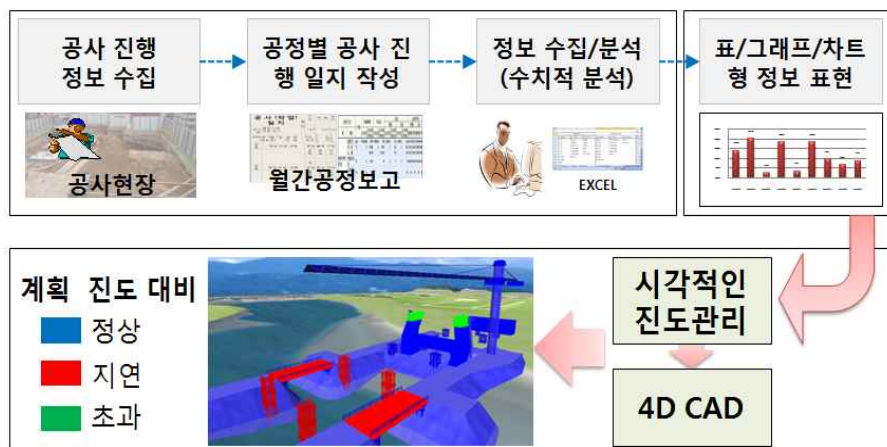 공사 진행
정보 수집
공정별 공사 진
행 일지 작성
정보 수집/분석
(수치적 분석)
표/그래프/차트
형 정보 표현
공사현장
월간공정보고
EXCEL
계획 진도 대비
정상
지연
초과
시각적인
진도관리
4D CAD